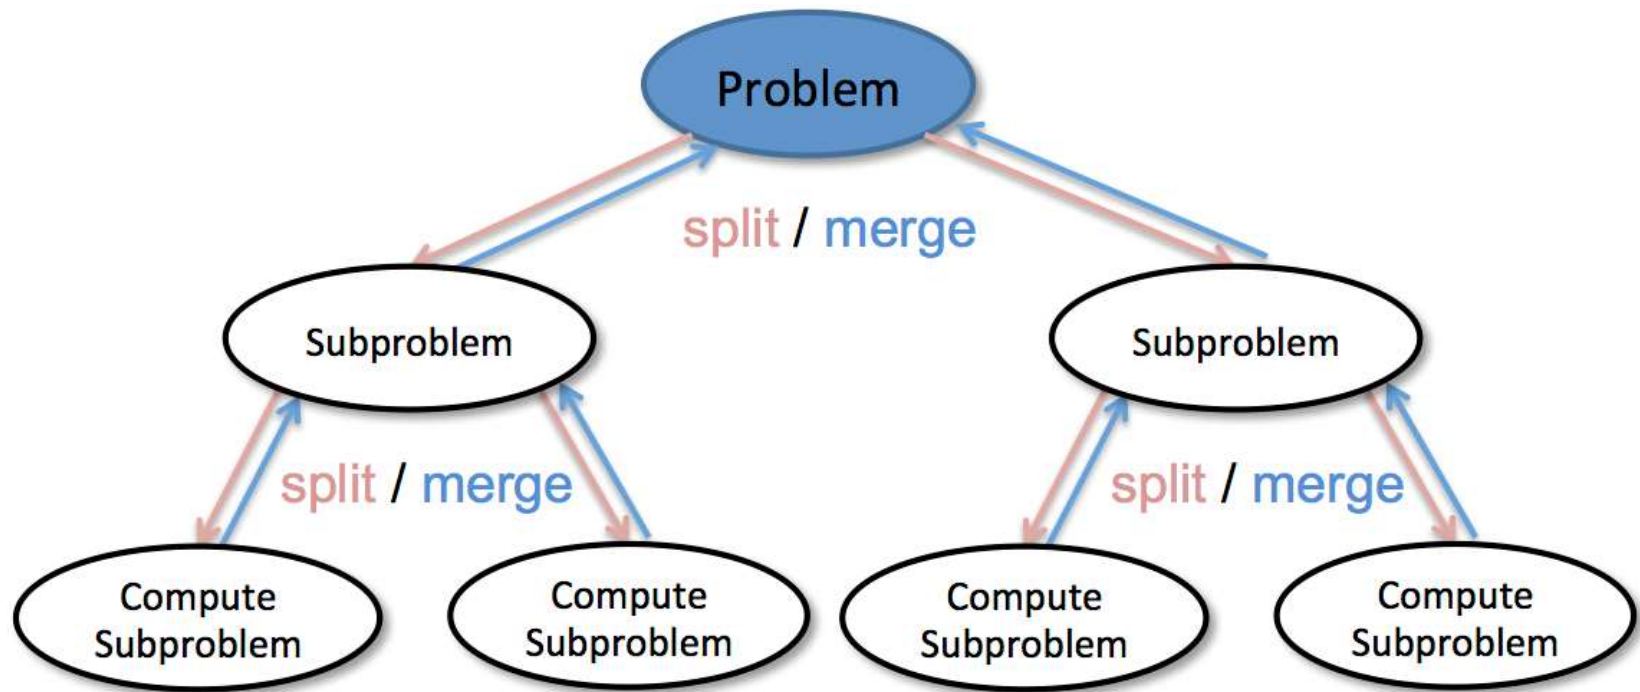 Problem
split / merge
Subproblem
Subproblem
split / merge
split / merge
Compute
Subproblem
Compute
Subproblem
Compute
Subproblem
Compute
Subproblem